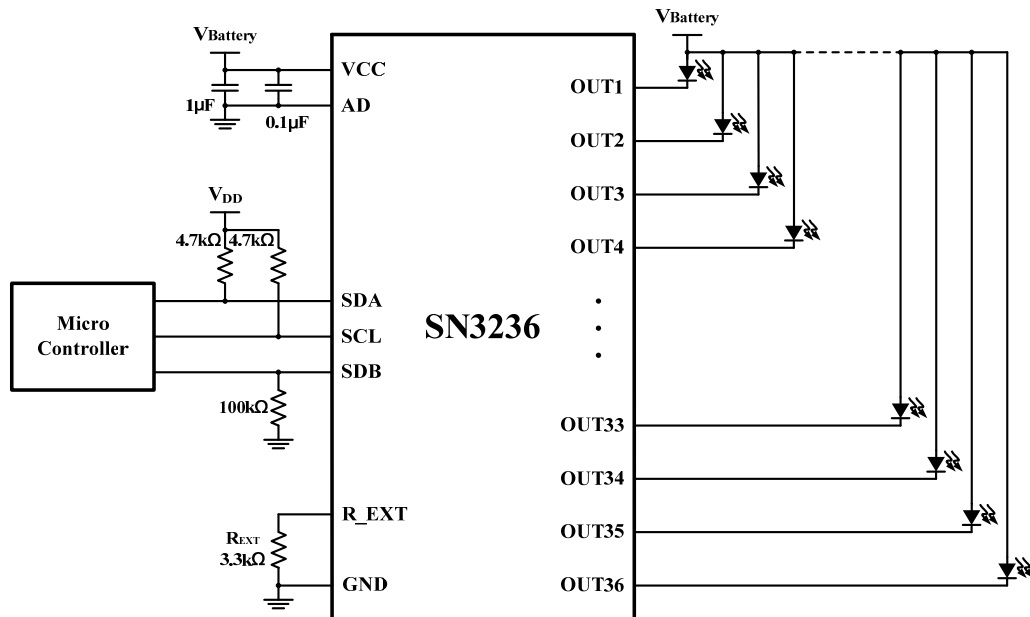 VBattery
VCC
1μF
0.1μF
AD
VDD
4.7kΩ 4.7kΩ
Micro
Controller
SDA
SCL
SDB
100kΩ
R_EXT
REXT
3.3kΩ
GND
SN3236
VBattery
OUT1
OUT2
OUT3
OUT4
OUT33
OUT34
OUT35
OUT36